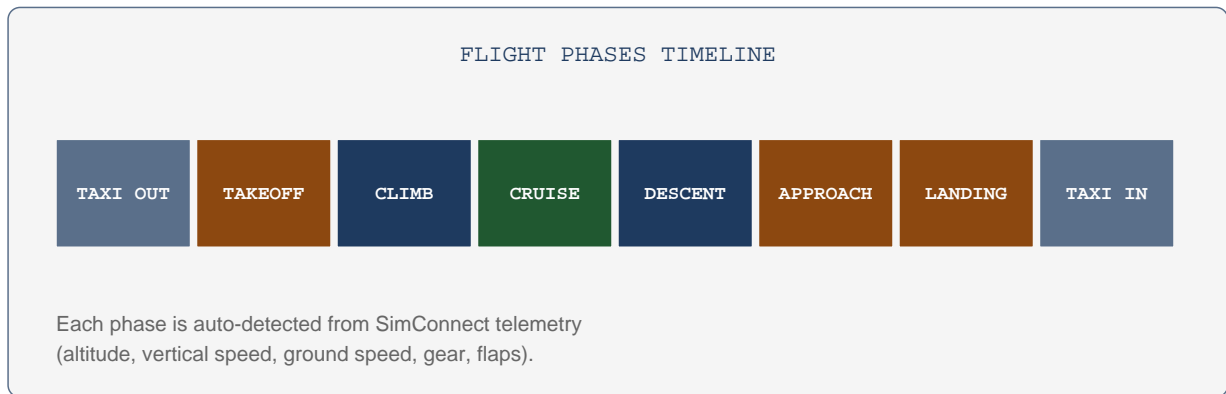 FLIGHT PHASES TIMELINE
TAXI OUT
TAKEOFF
CLIMB
CRUISE
DESCENT
APPROACH
LANDING
TAXI IN
Each phase is auto-detected from SimConnect telemetry
(altitude, vertical speed, ground speed, gear, flaps).